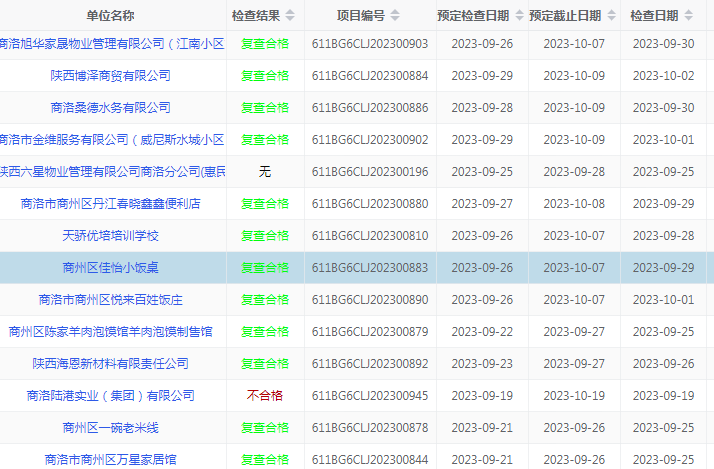 单位名称 检查结果 项目编号 预定检查日期 预定截止日期 检查日期
商洛旭华家晟物业管理有限公司（江南小区 复查合格 611BG6CLJ202300903 2023-09-26 2023-10-07 2023-09-30
陕西博泽商贸有限公司 复查合格 611BG6CLJ202300884 2023-09-29 2023-10-09 2023-10-02
商洛桑德水务有限公司 复查合格 611BG6CLJ202300886 2023-09-28 2023-10-09 2023-09-30
商洛市金维服务有限公司（威尼斯水城小区 复查合格 611BG6CLJ202300902 2023-09-29 2023-10-09 2023-10-01
陕西六星物业管理有限公司商洛分公司(惠民 无 611BG6CLJ202300196 2023-09-25 2023-09-28 2023-09-25
商洛市商州区丹江春晓鑫鑫便利店 复查合格 611BG6CLJ202300880 2023-09-27 2023-10-08 2023-09-29
天骄优培培训学校 复查合格 611BG6CLJ202300810 2023-09-26 2023-10-07 2023-09-28
商州区佳怡小饭桌 复查合格 611BG6CLJ202300883 2023-09-26 2023-10-07 2023-09-29
商洛市商州区悦来百姓饭庄 复查合格 611BG6CLJ202300890 2023-09-26 2023-10-07 2023-10-01
商州区陈家羊肉泡馍馆羊肉泡馍制售馆 复查合格 611BG6CLJ202300879 2023-09-22 2023-09-27 2023-09-25
陕西海恩新材料有限责任公司 复查合格 611BG6CLJ202300892 2023-09-23 2023-09-27 2023-09-26
商洛陆港实业（集团）有限公司 不合格 611BG6CLJ202300945 2023-09-19 2023-10-19 2023-09-19
商州区一碗老米线 复查合格 611BG6CLJ202300878 2023-09-21 2023-09-26 2023-09-25
商洛市商州区万星家居馆 复查合格 611BG6CLJ202300844 2023-09-21 2023-09-26 2023-09-25